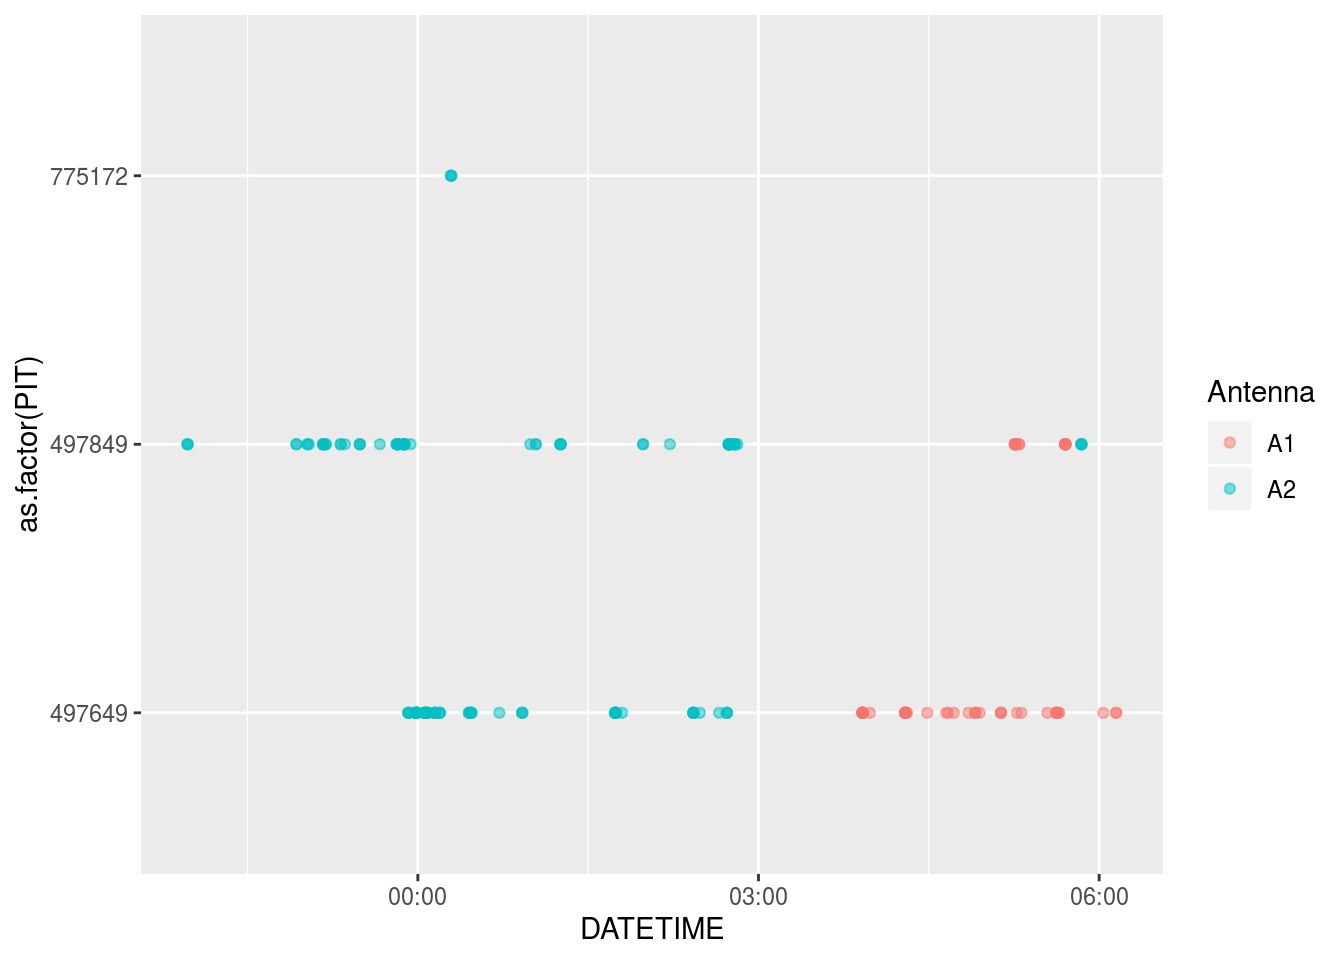 775172
497849
497649
as.factor(PIT)
00:00
03:00
06:00
DATETIME
Antenna
A1
A2